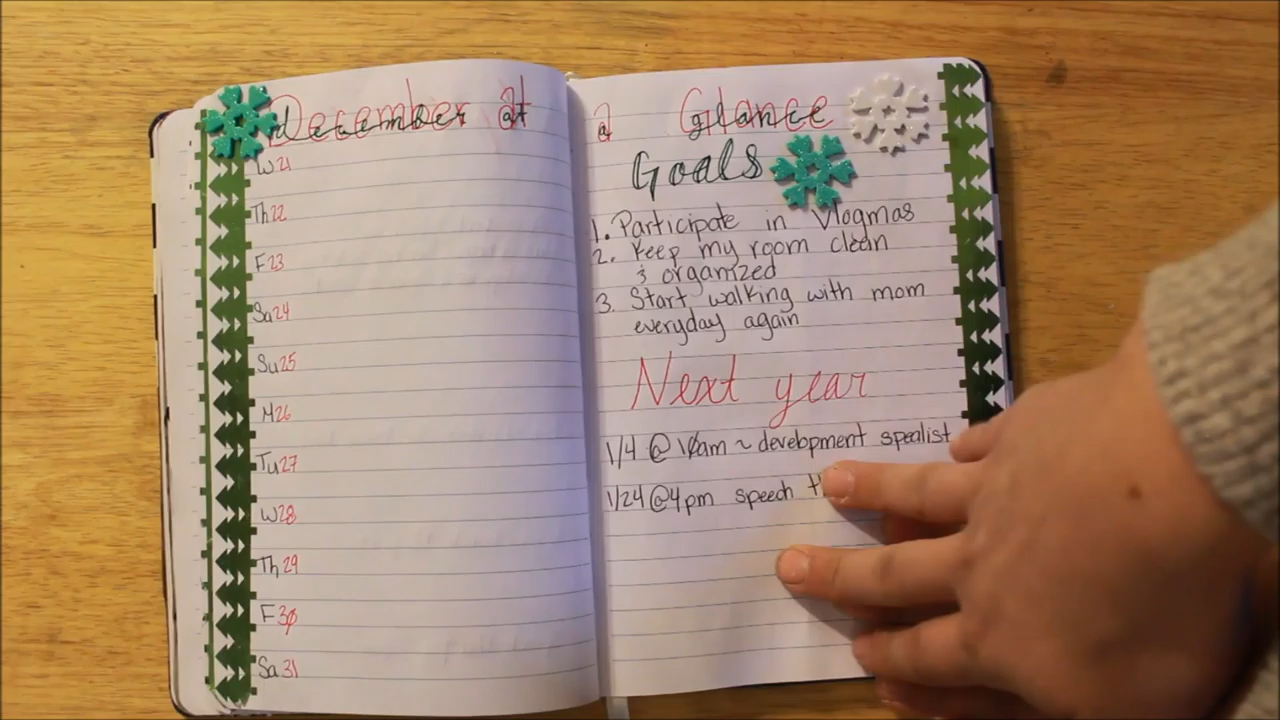 December at a Glance
W21
Th22
F23
Sa24
Su25
M26
Tu27
W28
Th29
F30
Sa31
Goals
1. Participate in Vlogmas
2. Keep my room clean
& organized
3. Start walking with mom
everyday again
Next year
1/4 @ 10am ~ development spealist
1/24 @4pm speech